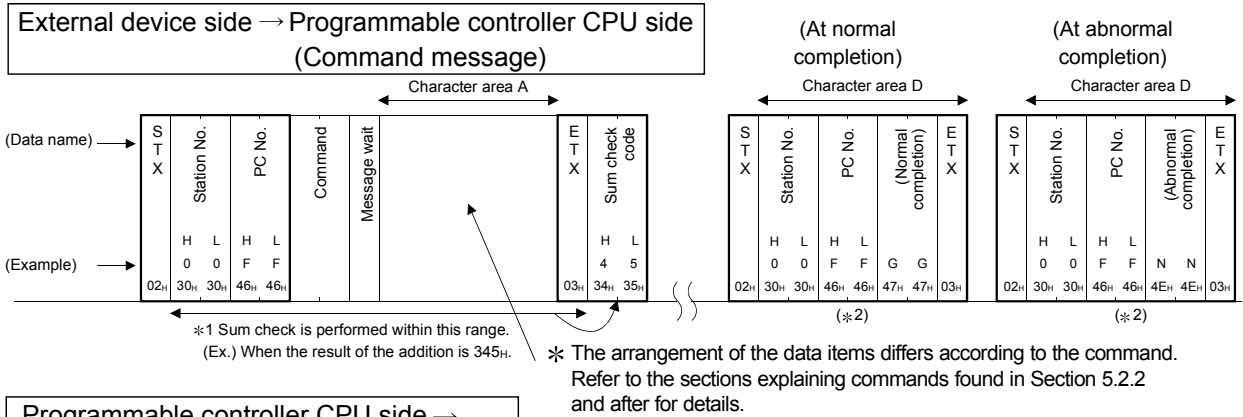 External device side → Programmable controller CPU side
(Command message)
(At normal
completion)
(At abnormal
completion)
Character area A
Character area D
Character area D
(Data name)
STX
Station No.
PC No.
Command
Message wait
ETX
Sum check
code
STX
Station No.
PC No.
(Normal
completion)
ETX
STX
Station No.
PC No.
(Abnormal
completion)
ETX
H L H L H L H L H L H L H L
(Example) 0 0 F F 4 5 0 0 F F G G 0 0 F F N N
02H 30H 30H 46H 46H 03H 34H 35H 02H 30H 30H 46H 46H 47H 47H 03H 02H 30H 30H 46H 46H 4EH 4EH 03H
(*2) (*2)
*1 Sum check is performed within this range.
(Ex.) When the result of the addition is 345H.
* The arrangement of the data items differs according to the command.
Refer to the sections explaining commands found in Section 5.2.2
and after for details.
Programmable controller CPU side →